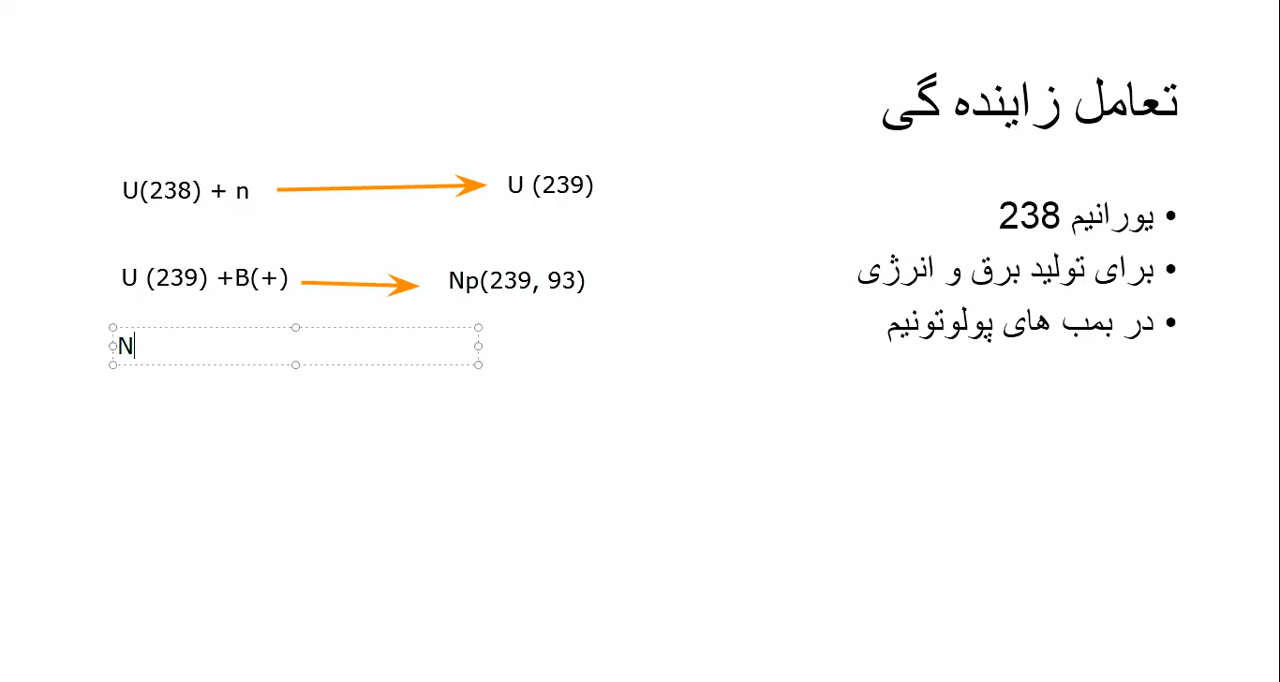 تعامل زاینده گی
U(238) + n U (239)
U (239) +B(+) Np(239, 93)
N
• یورانیم 238
• برای تولید برق و انرژی
• در بمب های پولوتونیم